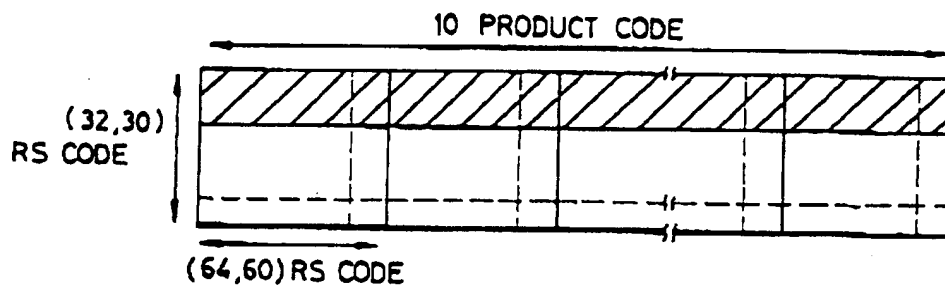 10 PRODUCT CODE
(32,30)
RS CODE
(64,60) RS CODE